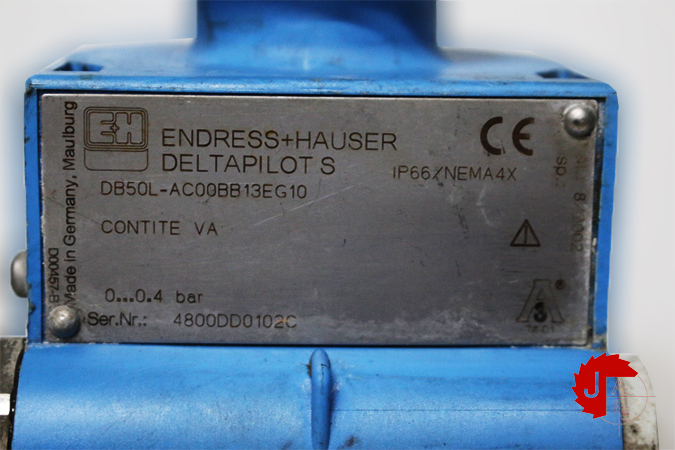 E+H
ENDRESS+HAUSER
DELTAPILOT S
IP66/NEMA4X
DB50L-AC00BB13EG10
CONTITE VA
0...0.4 bar
Ser.Nr.: 4800DD0102C
Made in Germany, Maulburg
CE
J